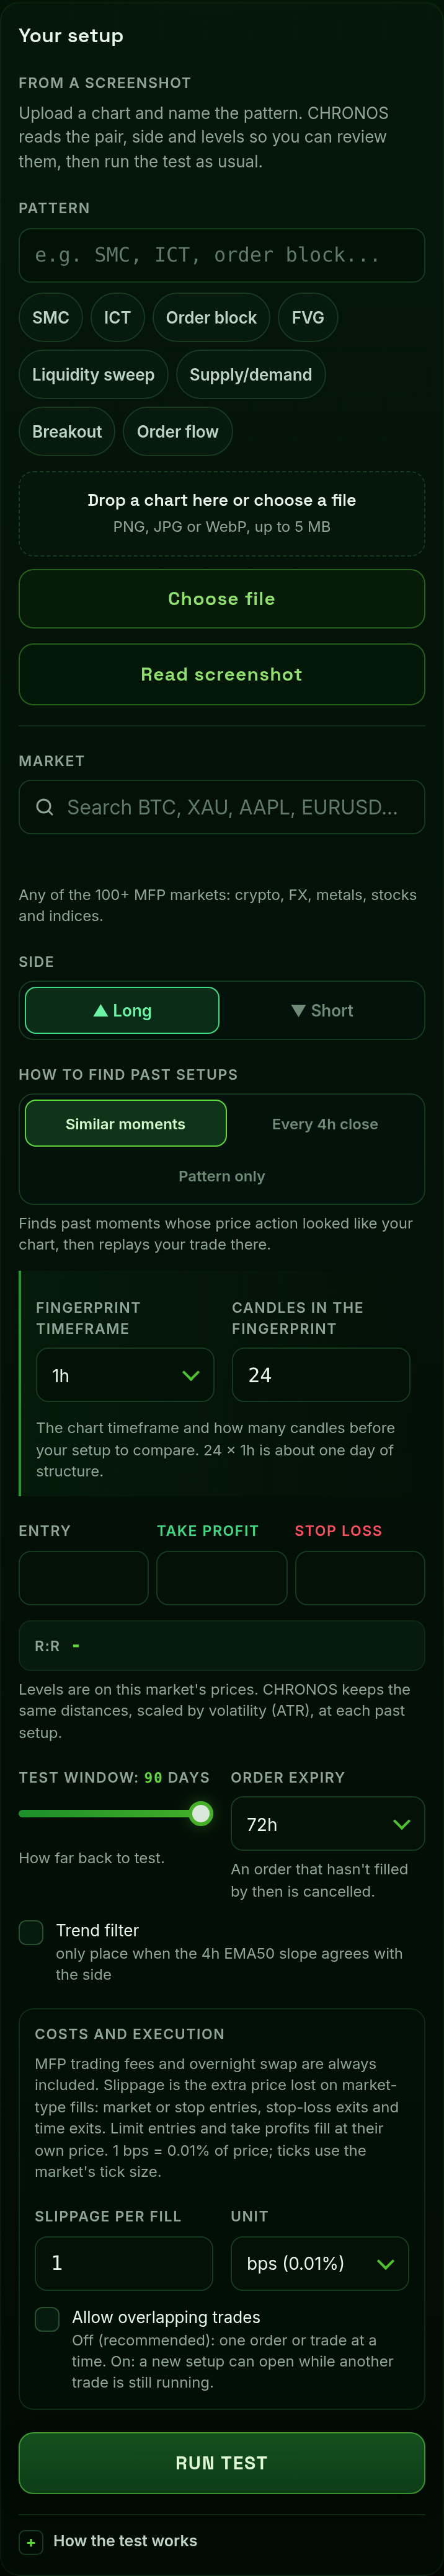 Your setup
FROM A SCREENSHOT
Upload a chart and name the pattern. CHRONOS
reads the pair, side and levels so you can review
them, then run the test as usual.
PATTERN
e.g. SMC, ICT, order block...
SMC ICT Order block FVG
Liquidity sweep Supply/demand
Breakout Order flow
Drop a chart here or choose a file
PNG, JPG or WebP, up to 5 MB
Choose file
Read screenshot
MARKET
Search BTC, XAU, AAPL, EURUSD...
Any of the 100+ MFP markets: crypto, FX, metals, stocks
and indices.
SIDE
▲ Long ▼ Short
HOW TO FIND PAST SETUPS
Similar moments Every 4h close
Pattern only
Finds past moments whose price action looked like your
chart, then replays your trade there.
FINGERPRINT
TIMEFRAME
CANDLES IN THE
FINGERPRINT
1h 24
The chart timeframe and how many candles before
your setup to compare. 24 × 1h is about one day of
structure.
ENTRY TAKE PROFIT STOP LOSS
R:R -
Levels are on this market's prices. CHRONOS keeps the
same distances, scaled by volatility (ATR), at each past
setup.
TEST WINDOW: 90 DAYS
How far back to test.
ORDER EXPIRY
72h
An order that hasn't filled
by then is cancelled.
Trend filter
only place when the 4h EMA50 slope agrees with
the side
COSTS AND EXECUTION
MFP trading fees and overnight swap are always
included. Slippage is the extra price lost on market-
type fills: market or stop entries, stop-loss exits and
time exits. Limit entries and take profits fill at their
own price. 1 bps = 0.01% of price; ticks use the
market's tick size.
SLIPPAGE PER FILL UNIT
1 bps (0.01%)
Allow overlapping trades
Off (recommended): one order or trade at a
time. On: a new setup can open while another
trade is still running.
RUN TEST
+ How the test works